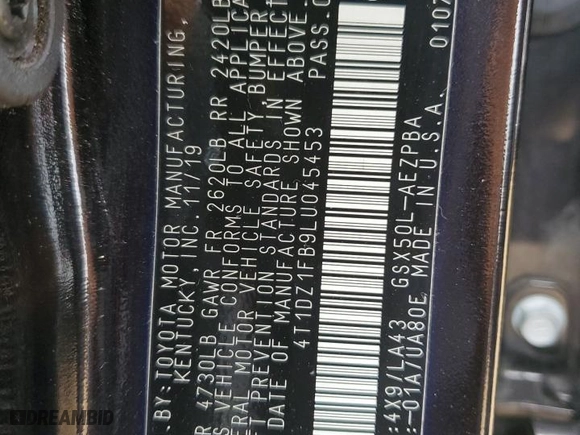 . BY: TOYOTA MOTOR MANUFACTURING,
KENTUCKY, INC. 11/19
R 4730LB GAWR FR 2620LB RR 2420LB
S VEHICLE CONFORMS TO ALL APPLICA
ERAL MOTOR VEHICLE SAFETY, BUMPER,
T PREVENTION STANDARDS IN EFFECT
DATE OF MANUFACTURE SHOWN ABOVE.
4T1DZ1FB9LU045453 PASS.C
:4X9/LA43 GSX50L-AEZPBA
:-01A/UA80E MADE IN U.S.A. 0102
DREAMBID